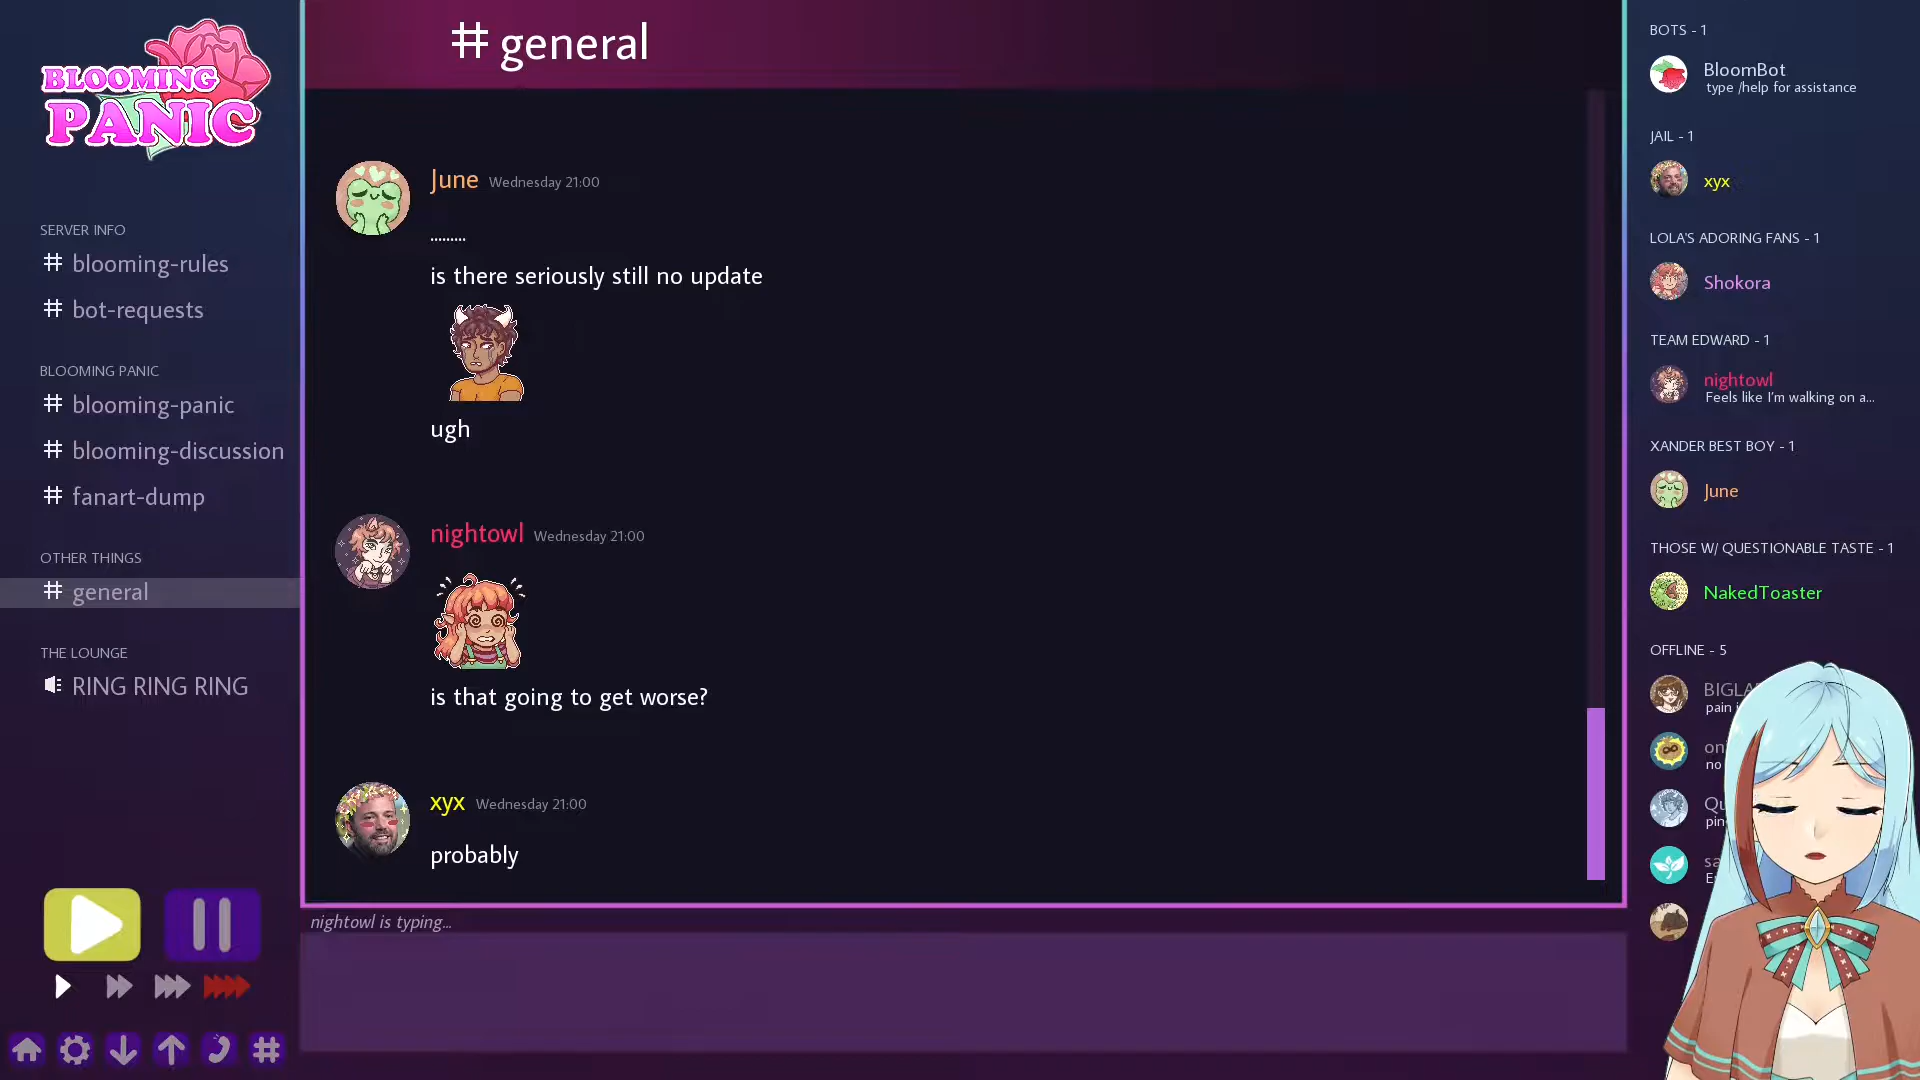 BLOOMING
PANIC
SERVER INFO
# blooming-rules
# bot-requests
BLOOMING PANIC
# blooming-panic
# blooming-discussion
# fanart-dump
OTHER THINGS
# general
THE LOUNGE
RING RING RING
# general
June Wednesday 21:00
.........
is there seriously still no update
ugh
nightowl Wednesday 21:00
is that going to get worse?
xyx Wednesday 21:00
probably
nightowl is typing...
BOTS - 1
BloomBot
type /help for assistance
JAIL - 1
xyx
LOLA'S ADORING FANS - 1
Shokora
TEAM EDWARD - 1
nightowl
Feels like I'm walking on a...
XANDER BEST BOY - 1
June
THOSE W/ QUESTIONABLE TASTE - 1
NakedToaster
OFFLINE - 5
pain
no